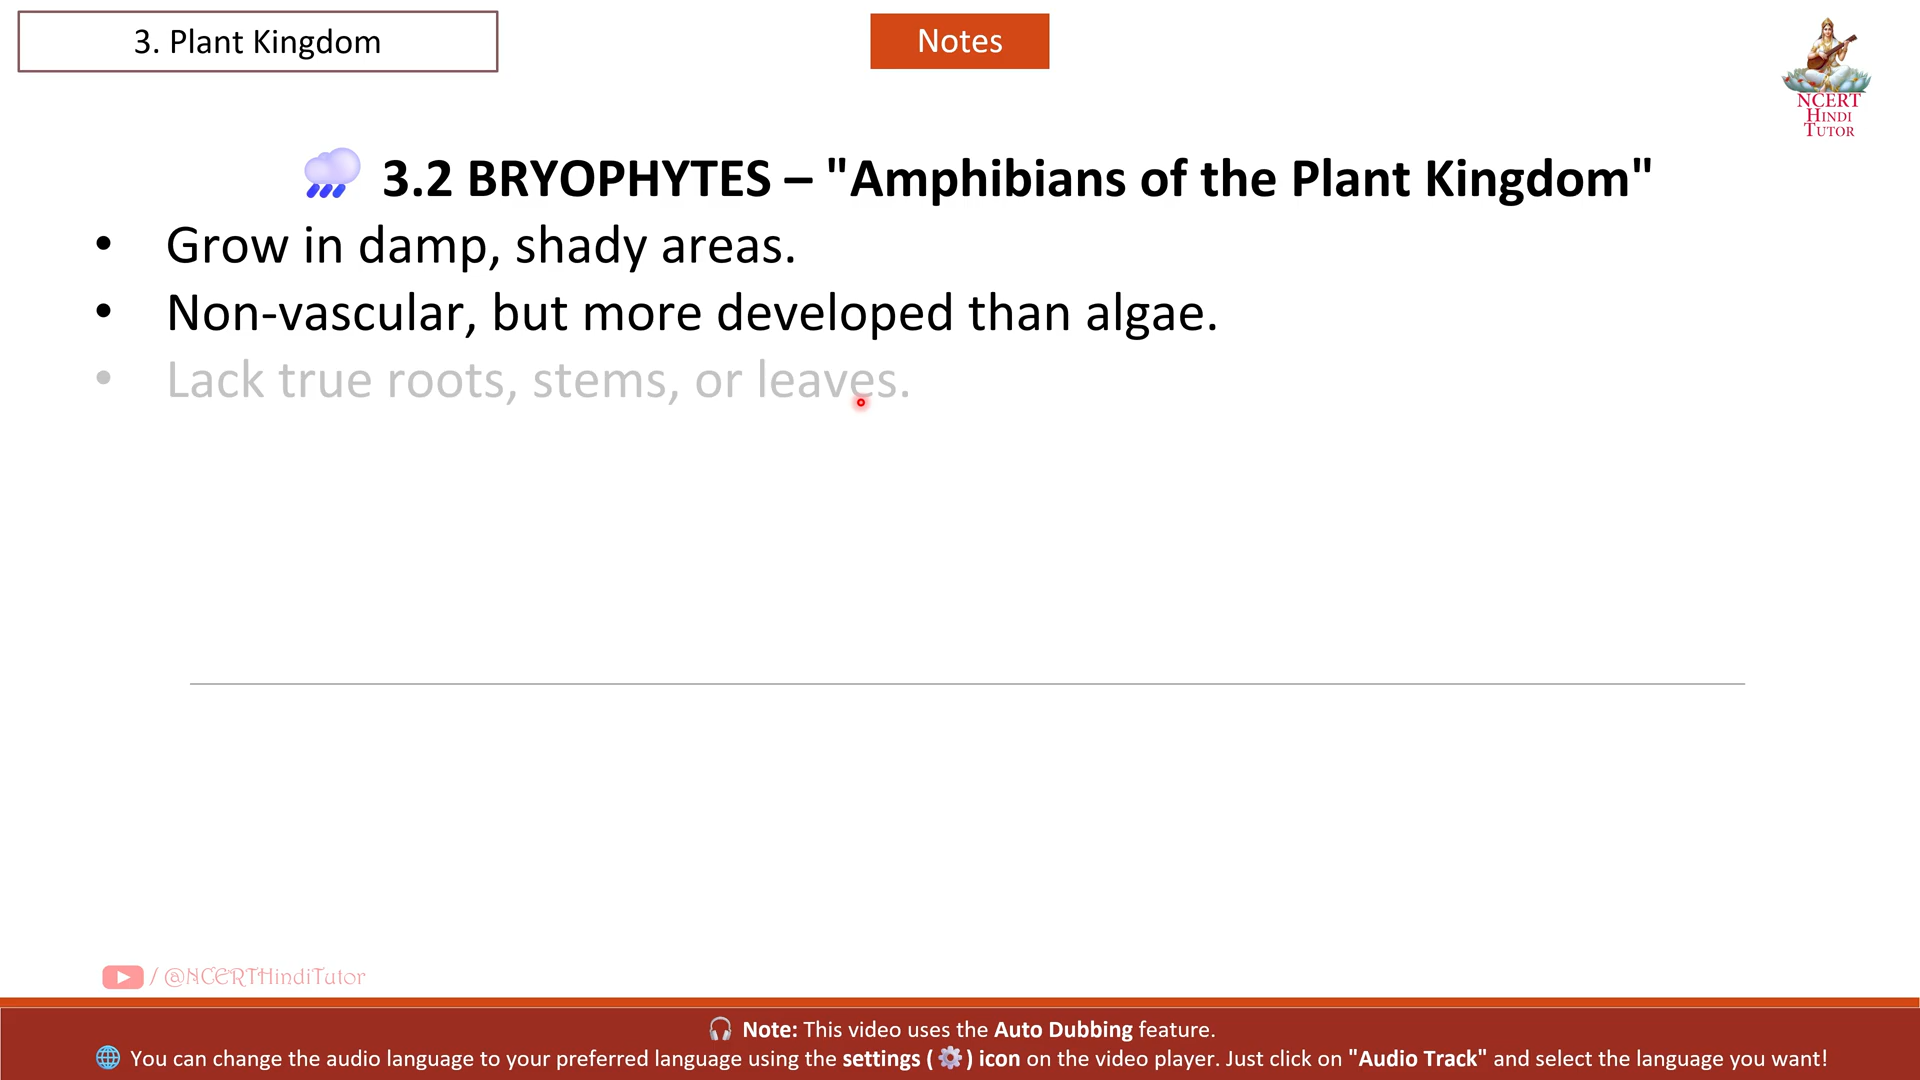 3. Plant Kingdom
Notes
NCERT
HINDI
TUTOR
3.2 BRYOPHYTES – "Amphibians of the Plant Kingdom"
• Grow in damp, shady areas.
• Non-vascular, but more developed than algae.
• Lack true roots, stems, or leaves.
/ @NCERTHindiTutor
Note: This video uses the Auto Dubbing feature.
You can change the audio language to your preferred language using the settings ( ) icon on the video player. Just click on "Audio Track" and select the language you want!